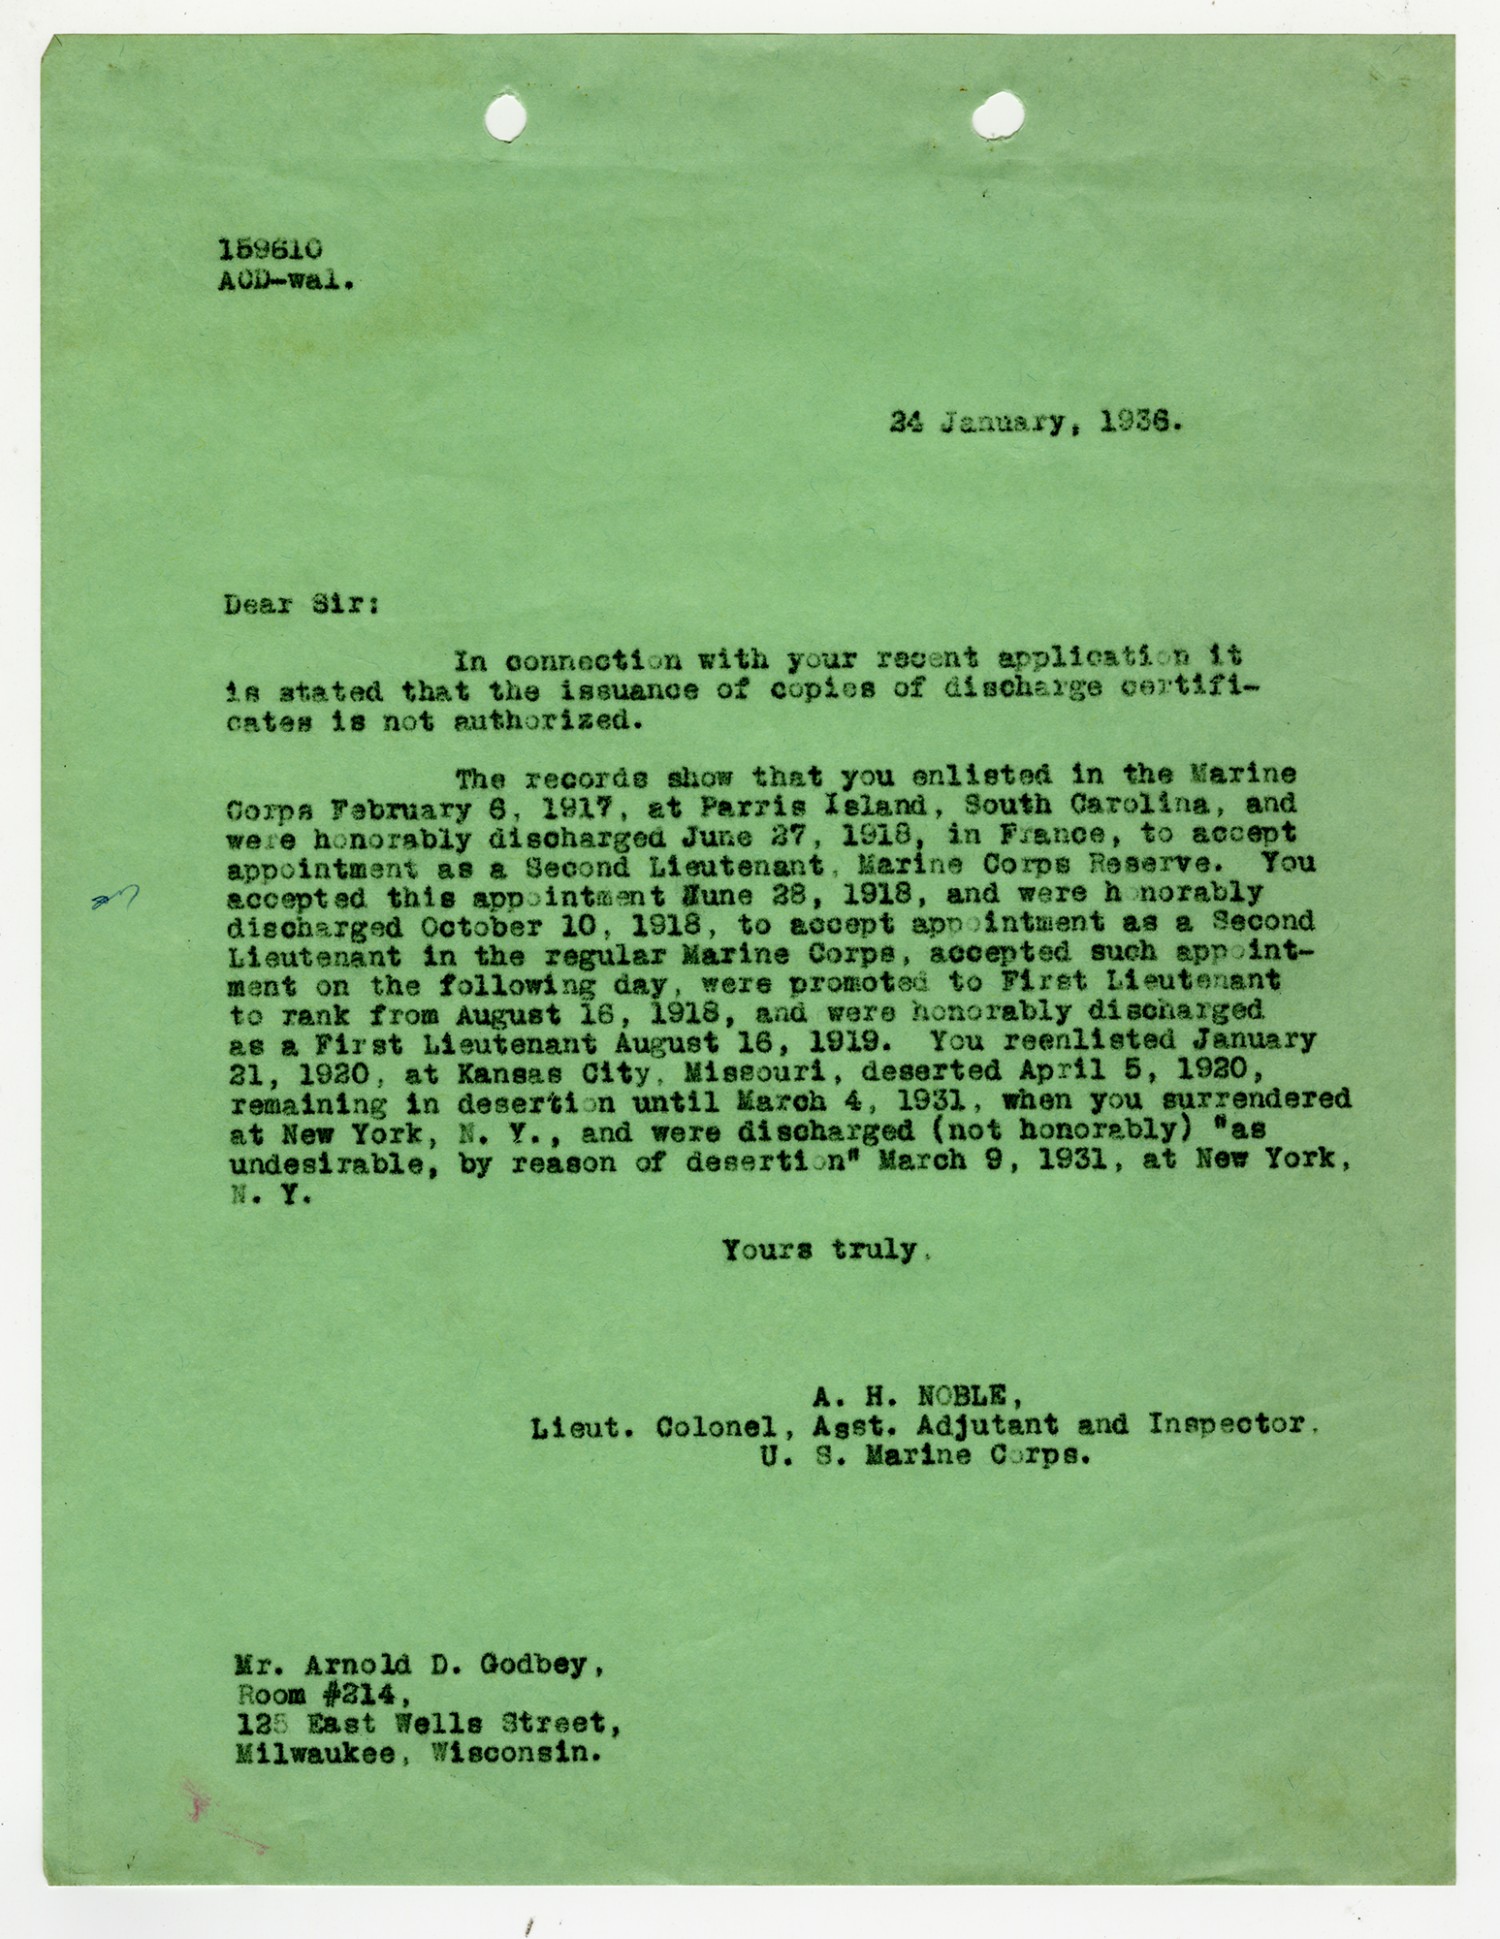 159610
AOD-wal.
24 January, 1936.
Dear Sir:
In connection with your recent application it
is stated that the issuance of copies of discharge certifi-
cates is not authorized.
The records show that you enlisted in the Marine
Corps February 6, 1917, at Parris Island, South Carolina, and
were honorably discharged June 27, 1918, in France, to accept
appointment as a Second Lieutenant, Marine Corps Reserve. You
accepted this appointment June 28, 1918, and were honorably
discharged October 10, 1918, to accept appointment as a Second
Lieutenant in the regular Marine Corps, accepted such appoint-
ment on the following day, were promoted to First Lieutenant
to rank from August 16, 1918, and were honorably discharged
as a First Lieutenant August 16, 1919. You reenlisted January
21, 1920, at Kansas City, Missouri, deserted April 5, 1920,
remaining in desertion until March 4, 1931, when you surrendered
at New York, N. Y., and were discharged (not honorably) "as
undesirable, by reason of desertion" March 9, 1931, at New York,
N. Y.
Yours truly,
A. H. NOBLE,
Lieut. Colonel, Asst. Adjutant and Inspector,
U. S. Marine Corps.
Mr. Arnold D. Godbey,
Room #214,
125 East Wells Street,
Milwaukee, Wisconsin.